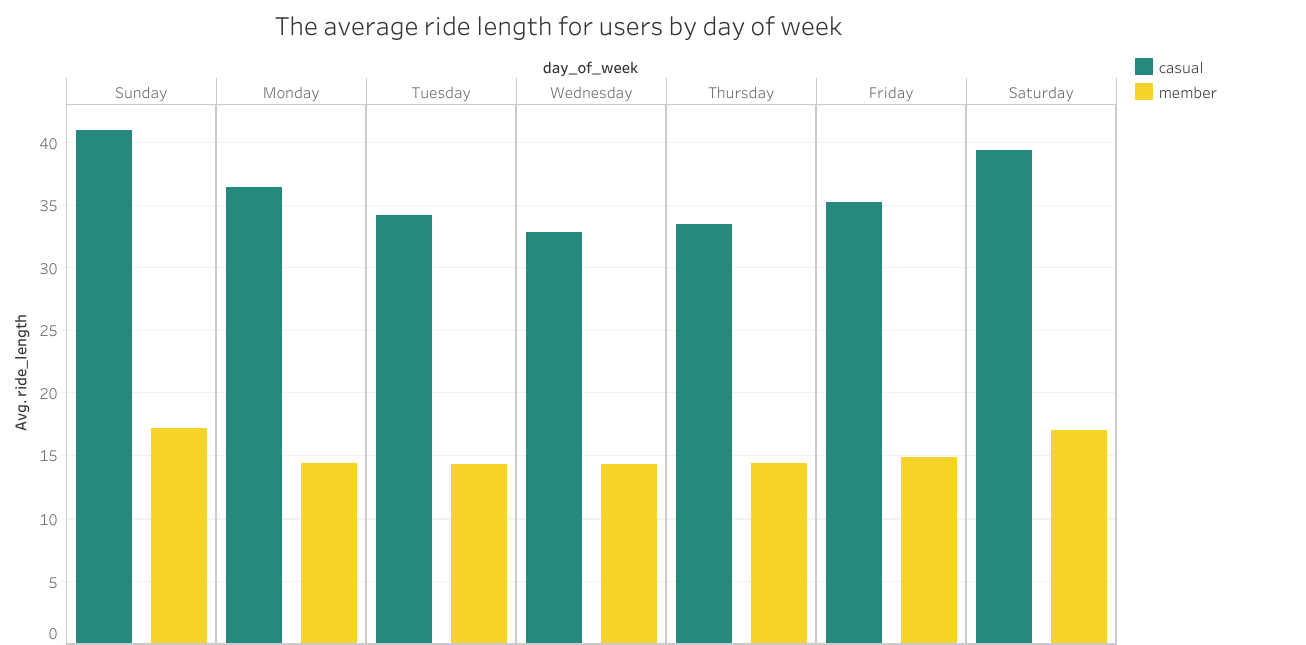 The average ride length for users by day of week
day_of_week
casual
member
Sunday Monday Tuesday Wednesday Thursday Friday Saturday
Avg. ride_length
40
35
30
25
20
15
10
5
0